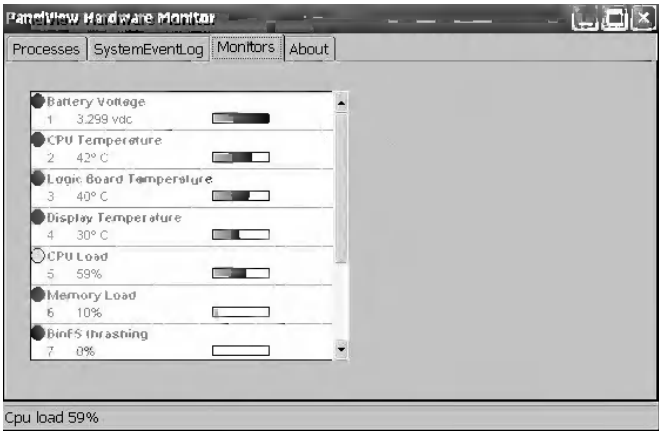 PanelView Hardware Monitor
Processes SystemEventLog Monitors About
Battery Voltage
1 3.299 vdc
CPU Temperature
2 42° C
Logic Board Temperature
3 40° C
Display Temperature
4 30° C
CPU Load
5 59%
Memory Load
6 10%
BinFS thrashing
7 0%
Cpu load 59%